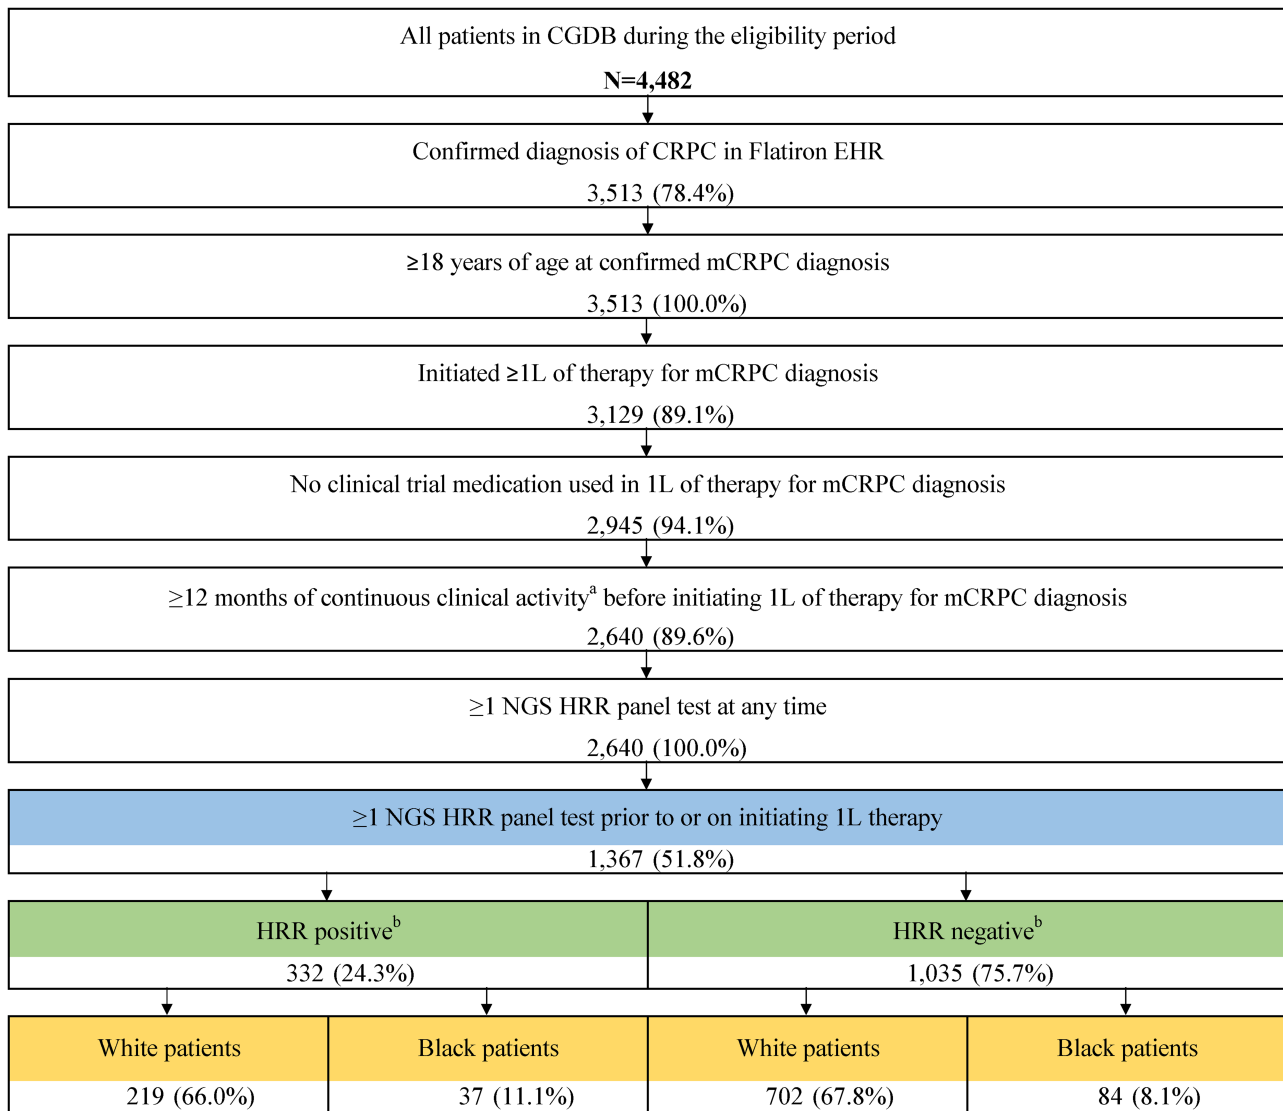 All patients in CGDB during the eligibility period
N=4,482
Confirmed diagnosis of CRPC in Flatiron EHR
3,513 (78.4%)
≥18 years of age at confirmed mCRPC diagnosis
3,513 (100.0%)
Initiated ≥1L of therapy for mCRPC diagnosis
3,129 (89.1%)
No clinical trial medication used in 1L of therapy for mCRPC diagnosis
2,945 (94.1%)
≥12 months of continuous clinical activityᵃ before initiating 1L of therapy for mCRPC diagnosis
2,640 (89.6%)
≥1 NGS HRR panel test at any time
2,640 (100.0%)
≥1 NGS HRR panel test prior to or on initiating 1L therapy
1,367 (51.8%)
HRR positiveᵇ
332 (24.3%)
HRR negativeᵇ
1,035 (75.7%)
White patients
219 (66.0%)
Black patients
37 (11.1%)
White patients
702 (67.8%)
Black patients
84 (8.1%)